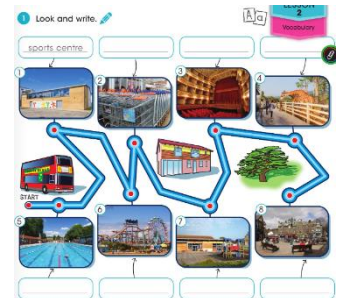 LESSON
2
Vocabulary
Aa
1 Look and write.
sports centre
1
2
3
4
START
5
6
7
8